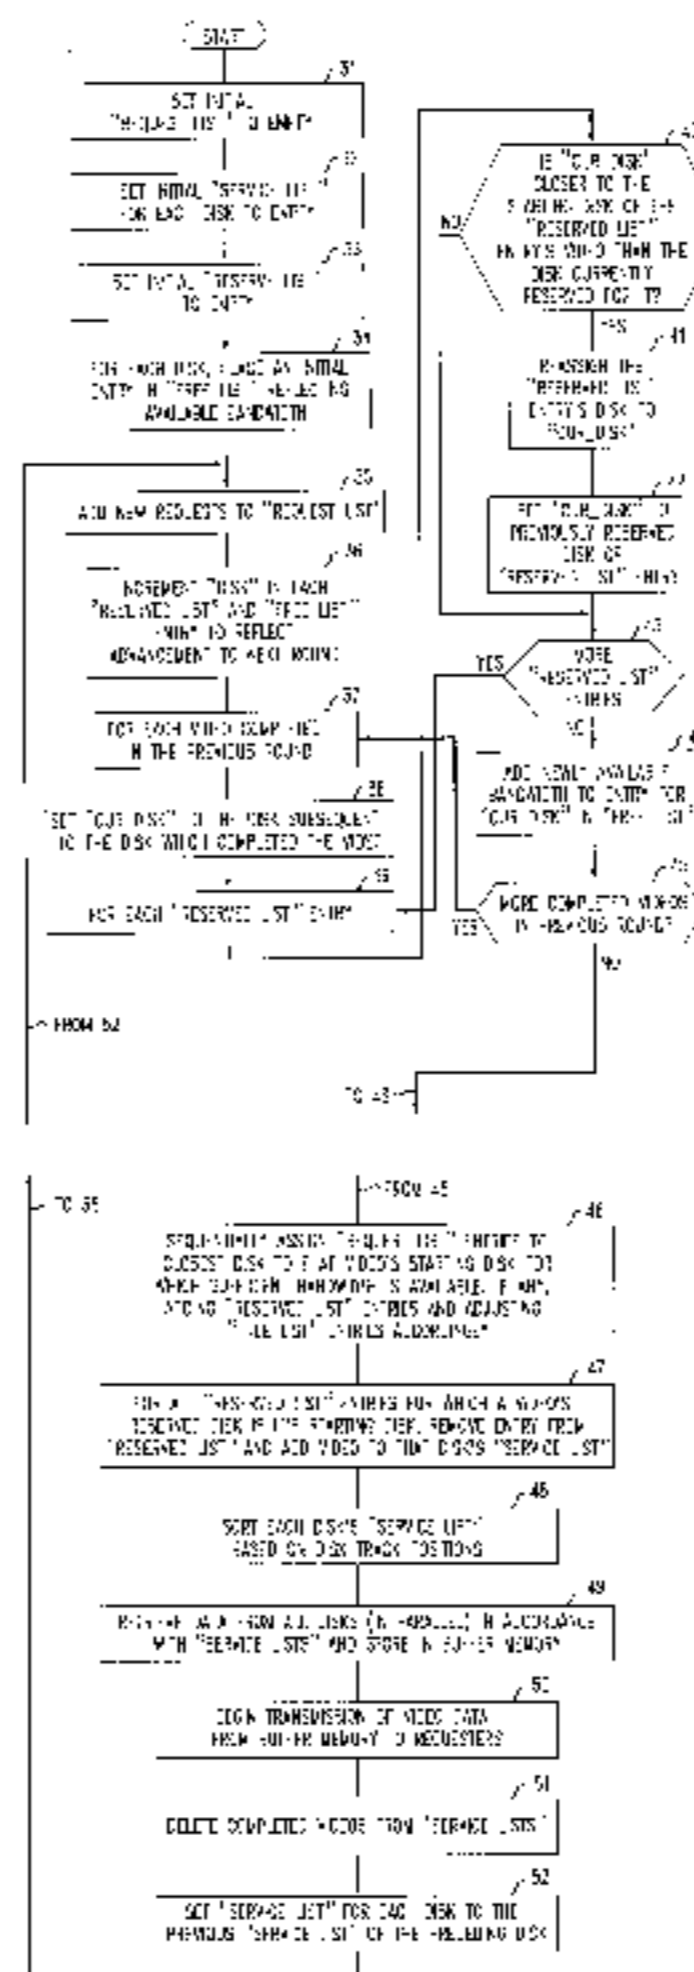 START
31
SET INITIAL
"REQUEST LIST" TO EMPTY
SET INITIAL "SERVICE LIST"
FOR EACH DISK TO EMPTY
33
SET INITIAL "RESERVED LIST"
TO EMPTY
34
FOR EACH DISK, PLACE AN INITIAL
ENTRY IN "FREE LIST" REFLECTING
AVAILABLE BANDWIDTH
35
ADD NEW REQUESTS TO "REQUEST LIST"
36
INCREMENT "DISK" IN EACH
"RESERVED LIST" AND "FREE LIST"
ENTRY TO REFLECT
ADVANCEMENT TO NEXT ROUND
37
FOR EACH VIDEO COMPLETED
IN THE PREVIOUS ROUND
38
SET "CUR_DISK" TO THE DISK SUBSEQUENT
TO THE DISK WHICH COMPLETED THE VIDEO
FOR EACH "RESERVED LIST" ENTRY
FROM 52
IS "CUR_DISK"
CLOSER TO THE
STARTING DISK OF THE
"RESERVED LIST"
ENTRY'S VIDEO THAN THE
DISK CURRENTLY
RESERVED FOR IT?
NO
YES
41
REASSIGN THE
"RESERVED LIST"
ENTRY'S DISK TO
"CUR_DISK"
SET "CUR_DISK" TO
PREVIOUSLY RESERVED
DISK OF
"RESERVED LIST" ENTRY
43
YES
MORE
"RESERVED LIST"
ENTRIES
NO
ADD NEWLY AVAILABLE
BANDWIDTH TO ENTRY FOR
"CUR_DISK" IN "FREE LIST"
MORE COMPLETED VIDEOS
IN PREVIOUS ROUND?
YES
NO
TO 46
TO 35
FROM 45
46
SEQUENTIALLY ASSIGN "REQUEST LIST" ENTRIES TO
CLOSEST DISK TO THAT VIDEO'S STARTING DISK FOR
WHICH SUFFICIENT BANDWIDTH IS AVAILABLE, IF ANY,
ADDING "RESERVED LIST" ENTRIES AND ADJUSTING
"FREE LIST" ENTRIES ACCORDINGLY
47
FOR ALL "RESERVED LIST" ENTRIES FOR WHICH A VIDEO'S
RESERVED DISK IS ITS STARTING DISK, REMOVE ENTRY FROM
"RESERVED LIST" AND ADD VIDEO TO THAT DISK'S "SERVICE LIST"
48
SORT EACH DISK'S "SERVICE LIST"
BASED ON DISK TRACK POSITIONS
49
RETRIEVE DATA FROM ALL DISKS (IN PARALLEL) IN ACCORDANCE
WITH "SERVICE LISTS" AND STORE IN BUFFER MEMORY
50
BEGIN TRANSMISSION OF VIDEO DATA
FROM BUFFER MEMORY TO REQUESTERS
51
DELETE COMPLETED VIDEOS FROM "SERVICE LISTS"
52
SET "SERVICE LIST" FOR EACH DISK TO THE
PREVIOUS "SERVICE LIST" OF THE PRECEDING DISK